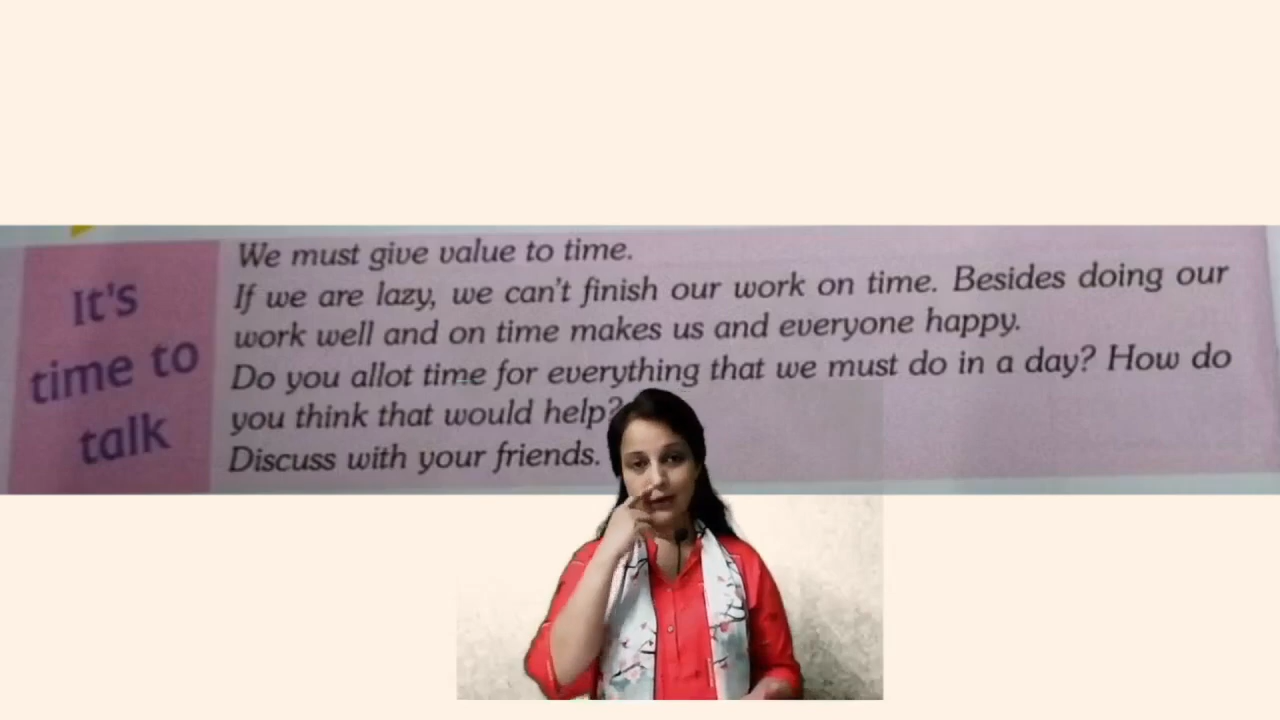 It's
time to
talk
We must give value to time.
If we are lazy, we can't finish our work on time. Besides doing our
work well and on time makes us and everyone happy.
Do you allot time for everything that we must do in a day? How do
you think that would help?
Discuss with your friends.